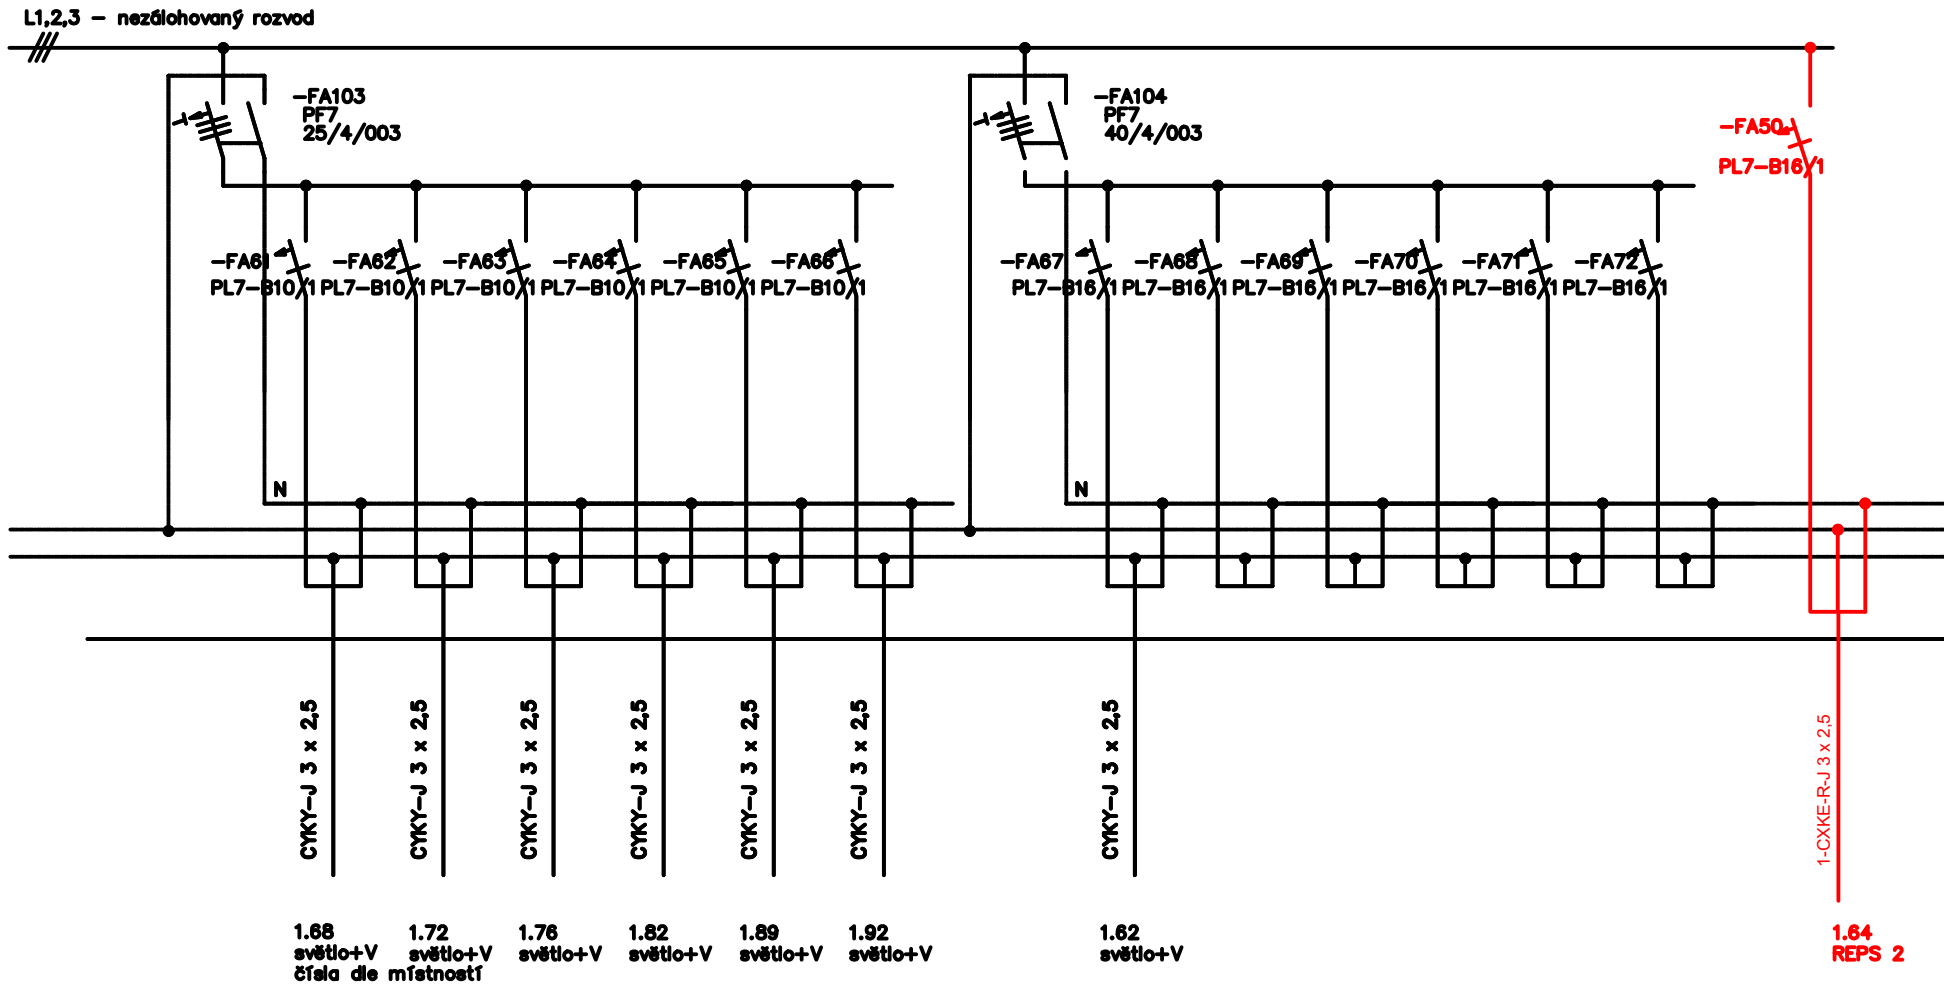 L1,2,3 – nezálohovaný rozvod
-FA103
PF7
25/4/003
-FA104
PF7
40/4/003
-FA50
PL7-B16/1
-FA61
PL7-B10/1
-FA62
PL7-B10/1
-FA63
PL7-B10/1
-FA64
PL7-B10/1
-FA65
PL7-B10/1
-FA66
PL7-B10/1
-FA67
PL7-B16/1
-FA68
PL7-B16/1
-FA69
PL7-B16/1
-FA70
PL7-B16/1
-FA71
PL7-B16/1
-FA72
PL7-B16/1
N
N
CYKY-J 3 x 2,5
CYKY-J 3 x 2,5
CYKY-J 3 x 2,5
CYKY-J 3 x 2,5
CYKY-J 3 x 2,5
CYKY-J 3 x 2,5
CYKY-J 3 x 2,5
1-CXKE-R-J 3 x 2,5
1.68
světlo+V
čísla dle místností
1.72
světlo+V
1.76
světlo+V
1.82
světlo+V
1.89
světlo+V
1.92
světlo+V
1.62
světlo+V
1.64
REPS 2